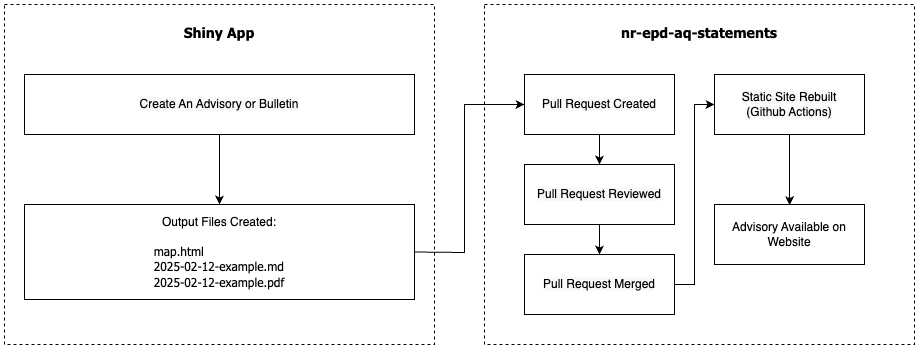 Shiny App
Create An Advisory or Bulletin
Output Files Created:
map.html
2025-02-12-example.md
2025-02-12-example.pdf
nr-epd-aq-statements
Pull Request Created
Pull Request Reviewed
Pull Request Merged
Static Site Rebuilt
(Github Actions)
Advisory Available on
Website